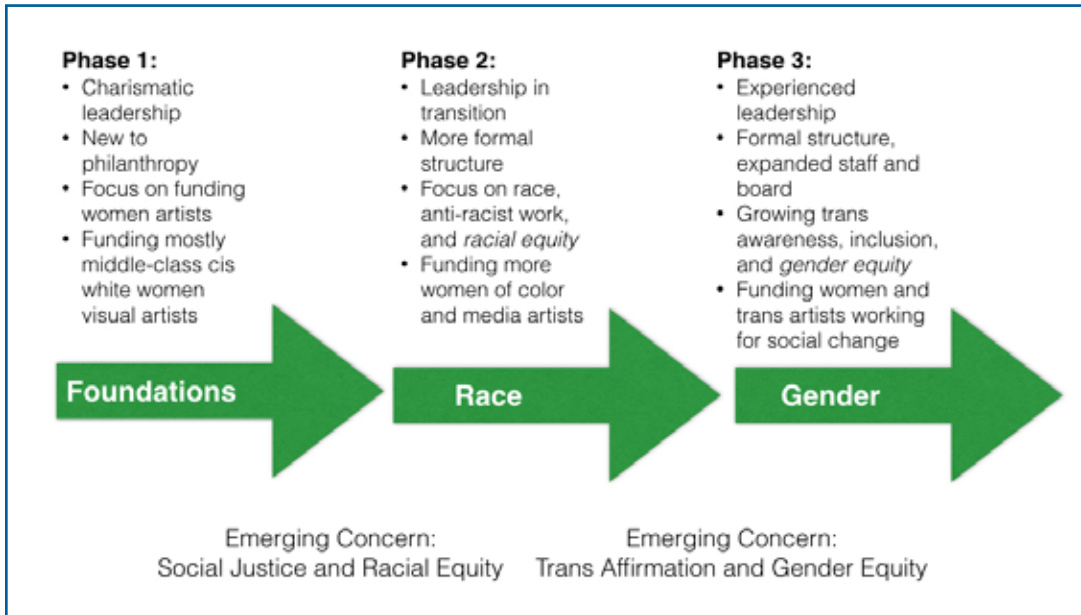 Phase 1:
• Charismatic
leadership
• New to
philanthropy
• Focus on funding
women artists
• Funding mostly
middle-class cis
white women
visual artists
Phase 2:
• Leadership in
transition
• More formal
structure
• Focus on race,
anti-racist work,
and racial equity
• Funding more
women of color
and media artists
Phase 3:
• Experienced
leadership
• Formal structure,
expanded staff and
board
• Growing trans
awareness, inclusion,
and gender equity
• Funding women and
trans artists working
for social change
Foundations
Race
Gender
Emerging Concern:
Social Justice and Racial Equity
Emerging Concern:
Trans Affirmation and Gender Equity